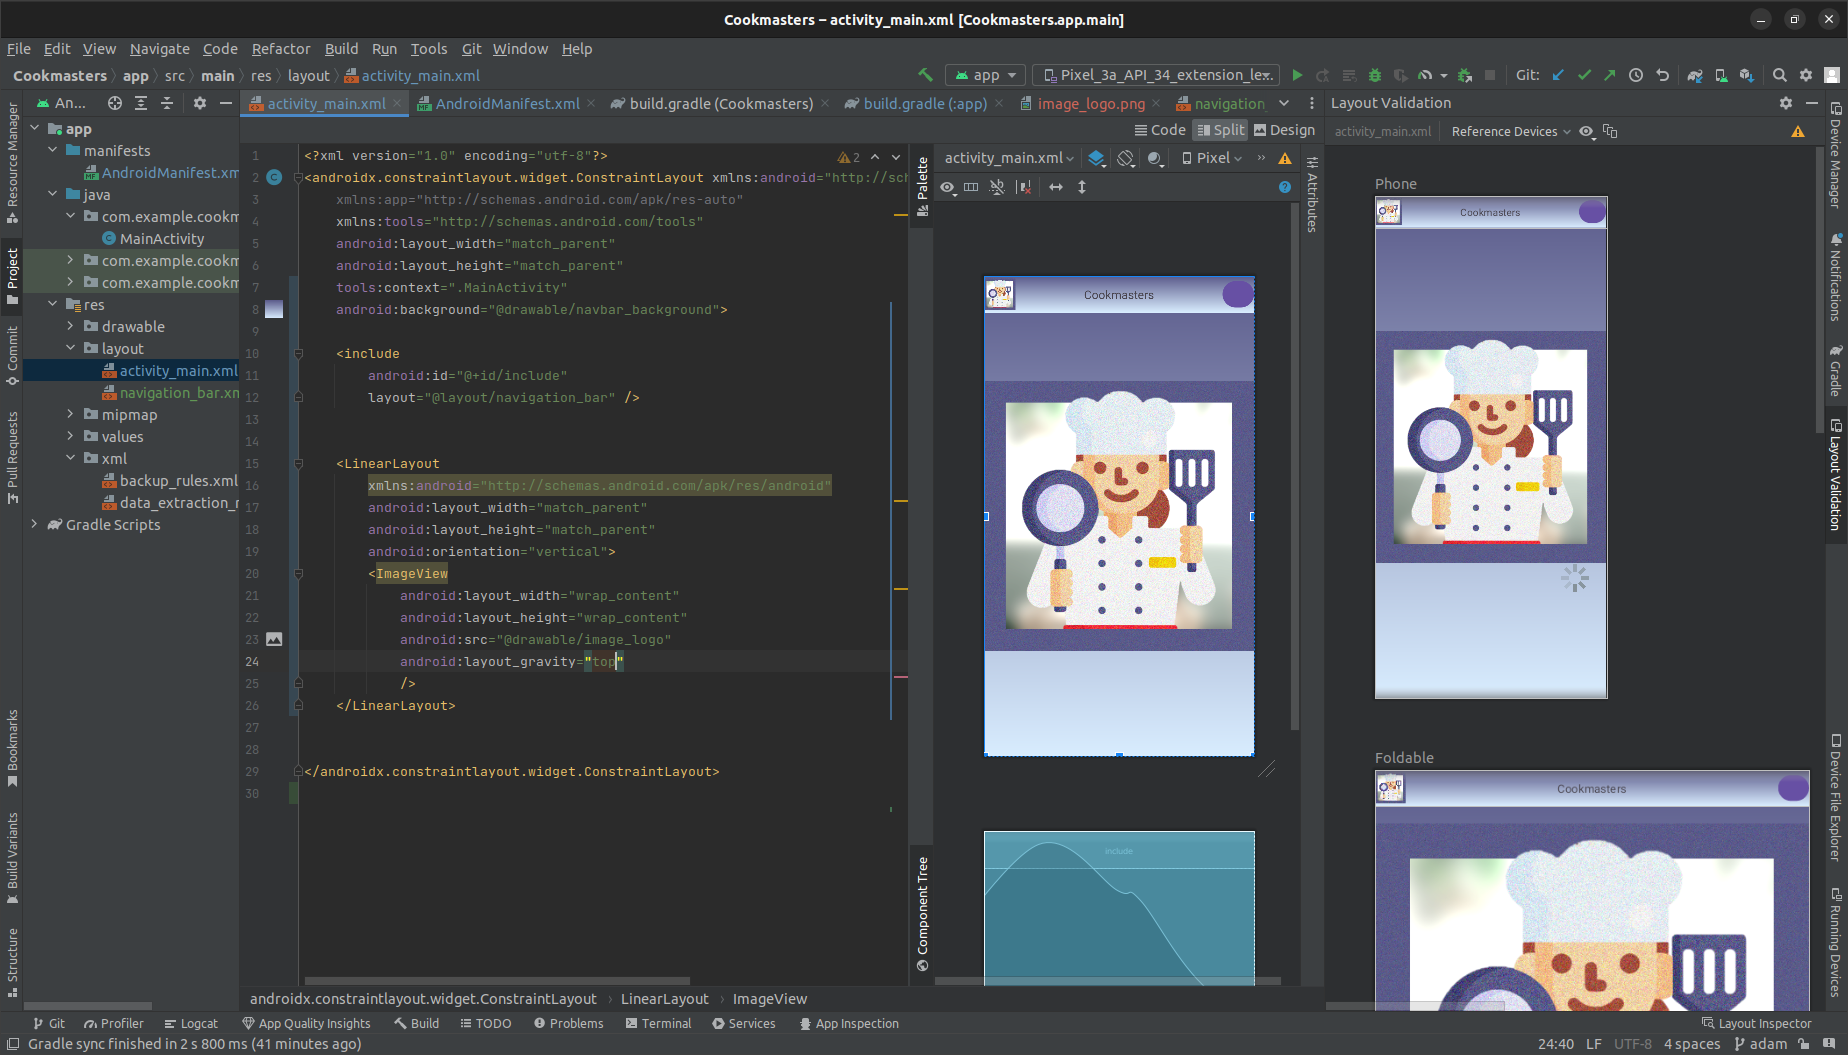 Cookmasters – activity_main.xml [Cookmasters.app.main]
File Edit View Navigate Code Refactor Build Run Tools Git Window Help
Cookmasters app src main res layout activity_main.xml
app
Pixel_3a_API_34_extension_le..
Git:
Resource Manager
Project
Commit
Pull Requests
Bookmarks
Build Variants
Structure
An...
app
manifests
AndroidManifest.xm
java
com.example.cookm
MainActivity
com.example.cookm
com.example.cookm
res
drawable
layout
activity_main.xml
navigation_bar.xm
mipmap
values
xml
backup_rules.xml
data_extraction_r
Gradle Scripts
activity_main.xml AndroidManifest.xml build.gradle (Cookmasters) build.gradle (:app) image_logo.png navigation
Code Split Design
2
1 <?xml version="1.0" encoding="utf-8"?>
2 <androidx.constraintlayout.widget.ConstraintLayout xmlns:android="http://sch
3 xmlns:app="http://schemas.android.com/apk/res-auto"
4 xmlns:tools="http://schemas.android.com/tools"
5 android:layout_width="match_parent"
6 android:layout_height="match_parent"
7 tools:context=".MainActivity"
8 android:background="@drawable/navbar_background">
9
10 <include
11 android:id="@+id/include"
12 layout="@layout/navigation_bar" />
13
14
15 <LinearLayout
16 xmlns:android="http://schemas.android.com/apk/res/android"
17 android:layout_width="match_parent"
18 android:layout_height="match_parent"
19 android:orientation="vertical">
20 <ImageView
21 android:layout_width="wrap_content"
22 android:layout_height="wrap_content"
23 android:src="@drawable/image_logo"
24 android:layout_gravity="top"
25 />
26 </LinearLayout>
27
28
29 </androidx.constraintlayout.widget.ConstraintLayout>
30
androidx.constraintlayout.widget.ConstraintLayout LinearLayout ImageView
Palette
Component Tree
activity_main.xml Pixel
Cookmasters
include
Attributes
Layout Validation
activity_main.xml Reference Devices
Phone
Cookmasters
Foldable
Cookmasters
Device Manager
Notifications
Gradle
Layout Validation
Device File Explorer
Running Devices
Git Profiler Logcat App Quality Insights Build TODO Problems Terminal Services App Inspection Layout Inspector
Gradle sync finished in 2 s 800 ms (41 minutes ago) 24:40 LF UTF-8 4 spaces adam